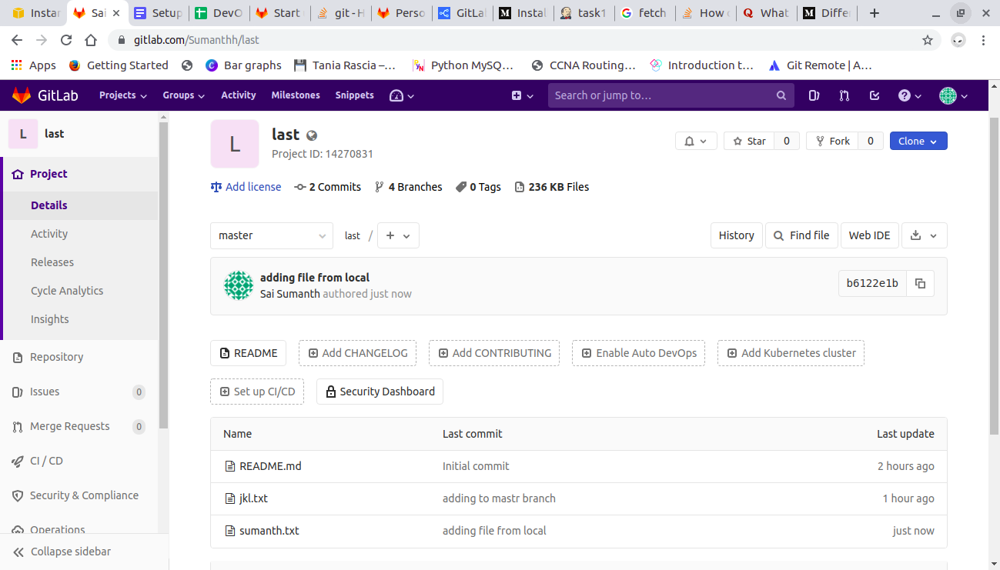 Instar Sai Setup DevO Start git - H Perso GitLa Instal task1 fetch How What Differ
gitlab.com/Sumanthh/last
Apps Getting Started Bar graphs Tania Rascia –... Python MySQ... CCNA Routing... Introduction t... Git Remote | A...
GitLab Projects Groups Activity Milestones Snippets Search or jump to...
L last
Project
Details
Activity
Releases
Cycle Analytics
Insights
Repository
Issues 0
Merge Requests 0
CI / CD
Security & Compliance
Operations
Collapse sidebar
L
last
Project ID: 14270831
Star 0 Fork 0 Clone
Add license 2 Commits 4 Branches 0 Tags 236 KB Files
master last / + History Find file Web IDE
adding file from local
Sai Sumanth authored just now
b6122e1b
README Add CHANGELOG Add CONTRIBUTING Enable Auto DevOps Add Kubernetes cluster
Set up CI/CD Security Dashboard
Name Last commit Last update
README.md Initial commit 2 hours ago
jkl.txt adding to mastr branch 1 hour ago
sumanth.txt adding file from local just now